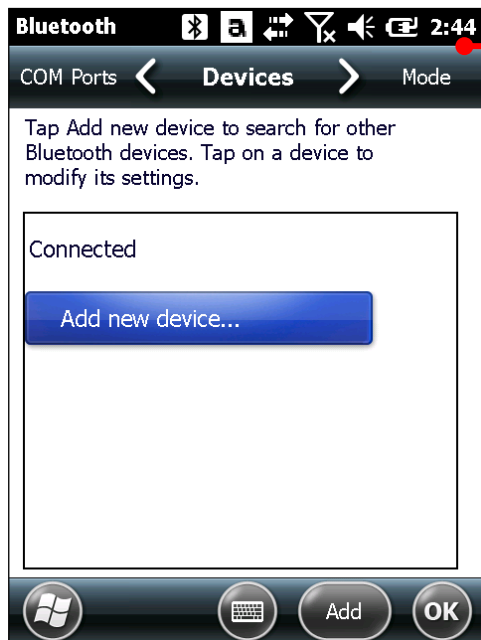 Bluetooth a 2:44
COM Ports Devices Mode
Tap Add new device to search for other
Bluetooth devices. Tap on a device to
modify its settings.
Connected
Add new device...
Add OK